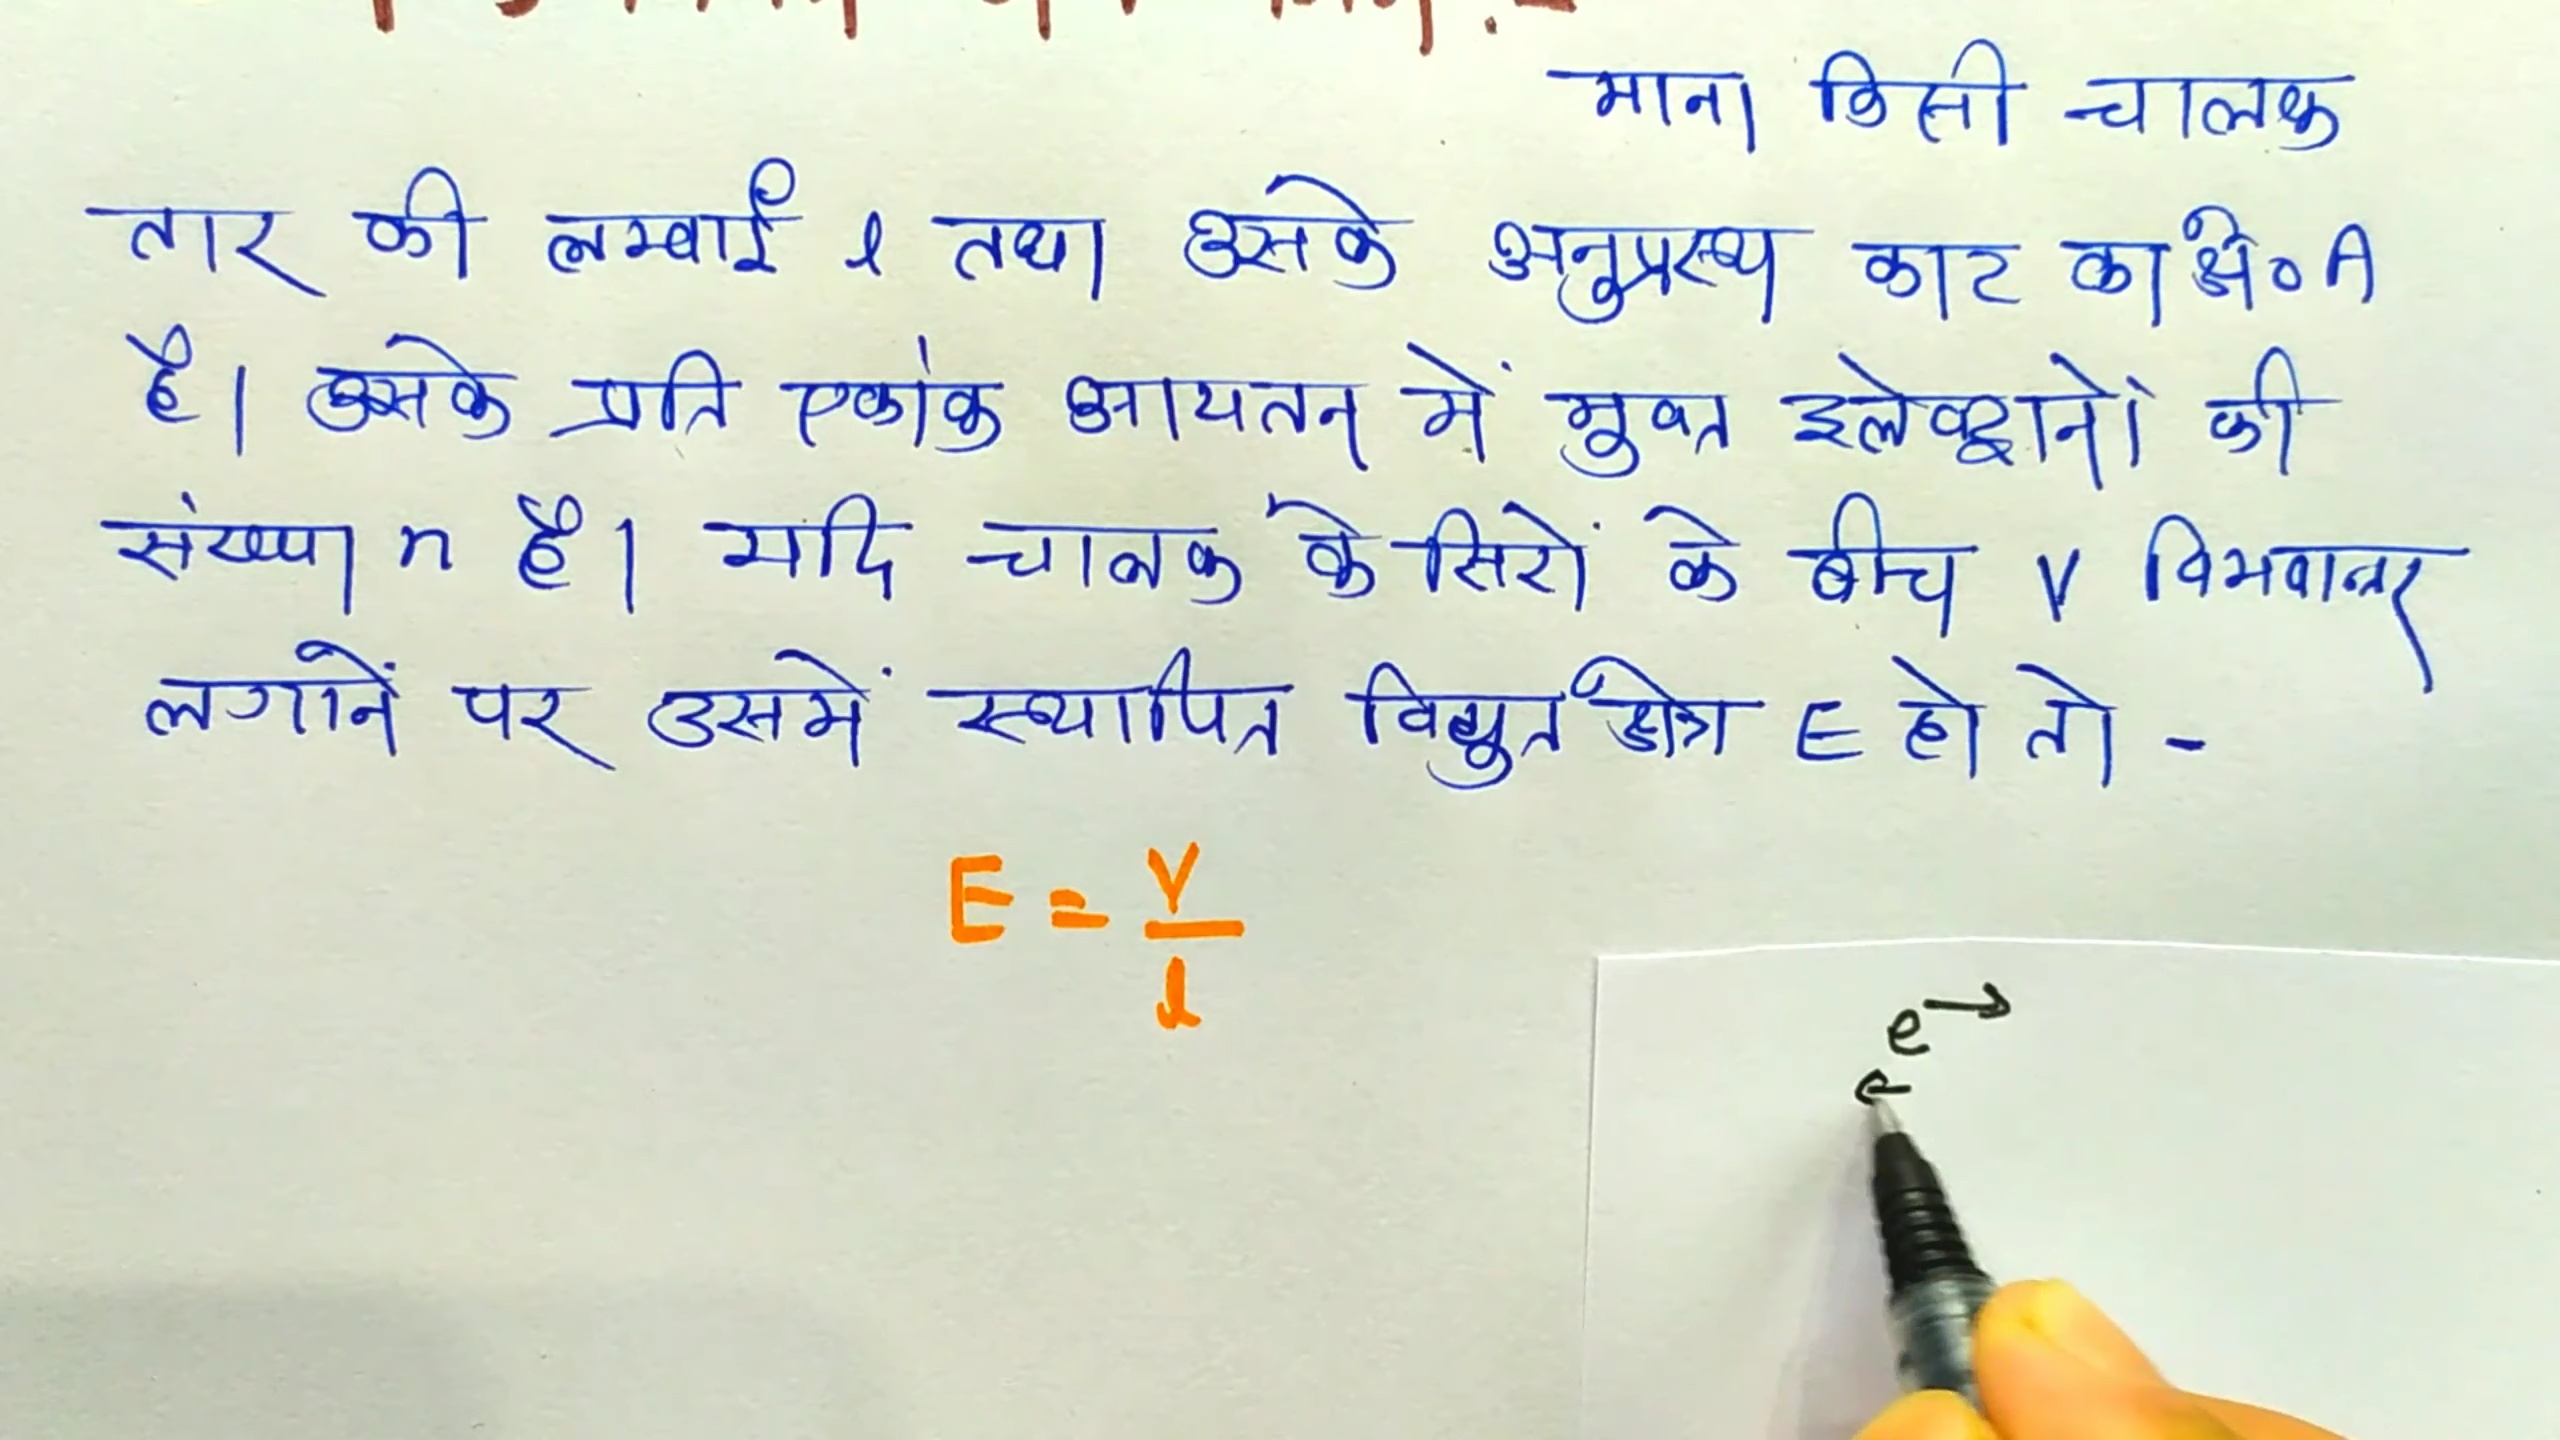 माना किसी चालक
तार की लम्बाई l तथा उसके अनुप्रस्थ काट का क्षे० A
है। उसके प्रति एकांक आयतन में मुक्त इलेक्ट्रानों की
संख्या n है। यदि चालक के सिरों के बीच V विभवान्तर
लगानें पर उसमें स्थापित विद्युत क्षेत्र E हो तो -
E = V
l
e →
e